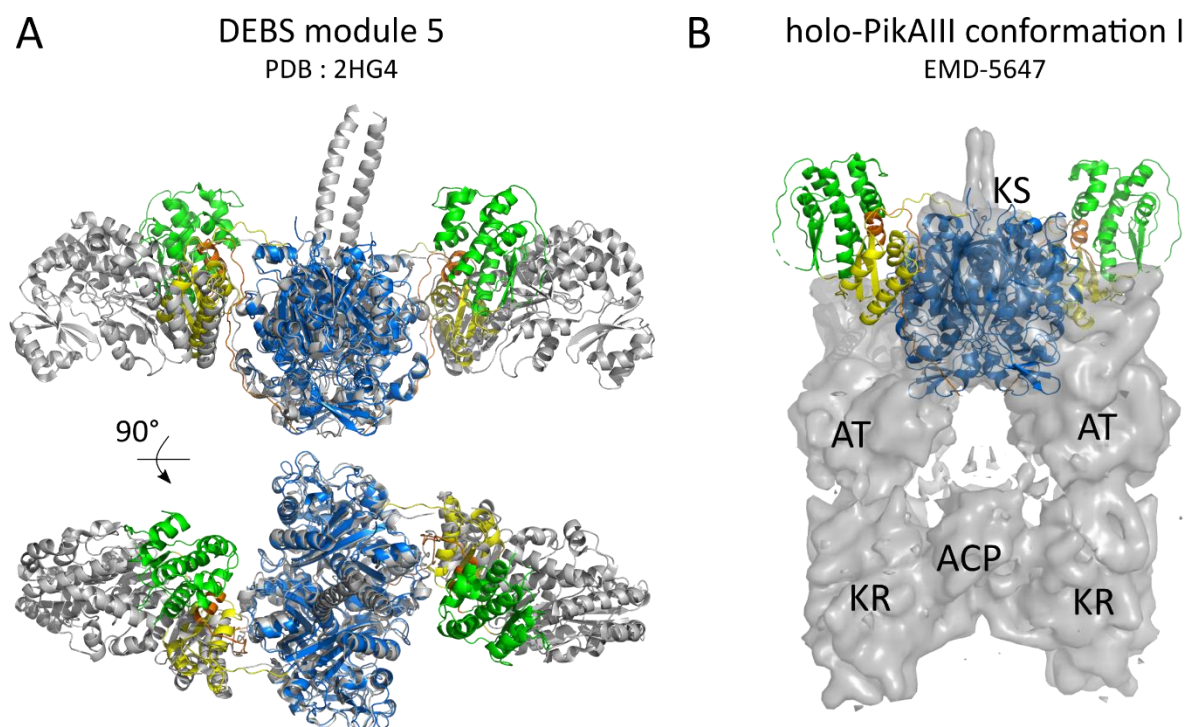 A
DEBS module 5
PDB : 2HG4
90°
B
holo-PikAIII conformation I
EMD-5647
KS
AT
AT
ACP
KR
KR